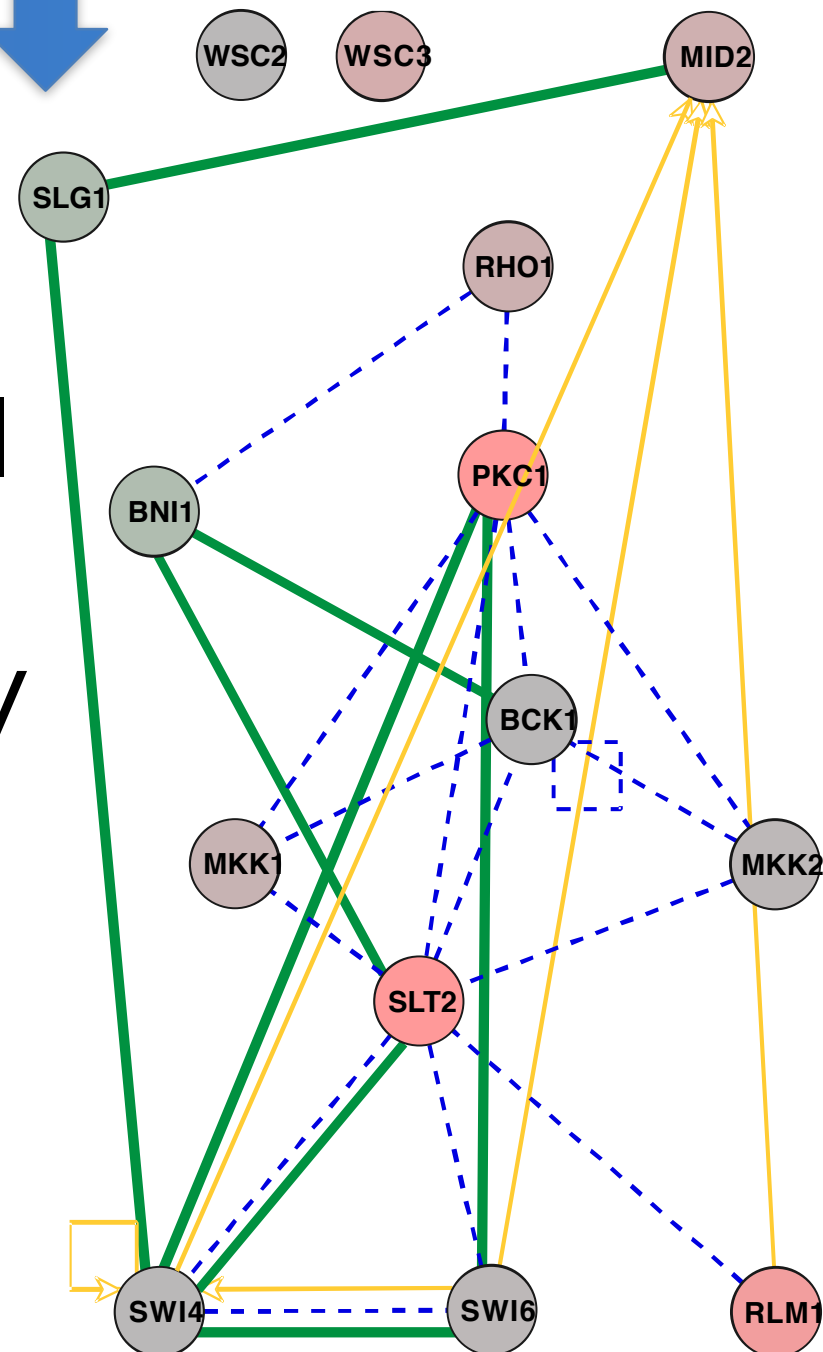 WSC2
WSC3
MID2
SLG1
RHO1
PKC1
BNI1
BCK1
MKK1
MKK2
SLT2
SWI4
SWI6
RLM1